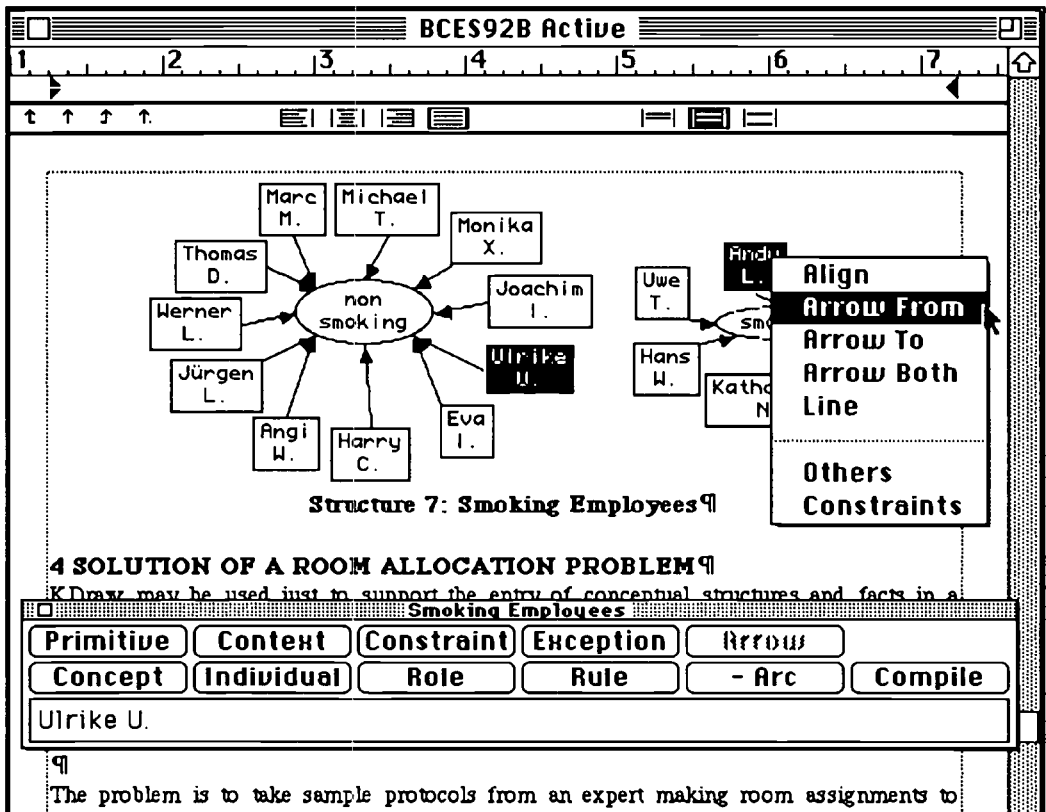 BCES92B Active
1 2 3 4 5 6 7
Marc
M.
Michael
T.
Monika
X.
Thomas
D.
Joachim
I.
Werner
L.
non
smoking
Ulrike
U.
Jürgen
L.
Angi
W.
Harry
C.
Eva
I.
Andy
L.
Uwe
T.
smo
Hans
W.
Katha
N
Align
Arrow From
Arrow To
Arrow Both
Line
Others
Constraints
Structure 7: Smoking Employees¶
4 SOLUTION OF A ROOM ALLOCATION PROBLEM¶
KDraw may be used just to support the entry of conceptual structures and facts in a
Smoking Employees
Primitive Context Constraint Exception Arrow
Concept Individual Role Rule - Arc Compile
Ulrike U.
¶
The problem is to take sample protocols from an expert making room assignments to